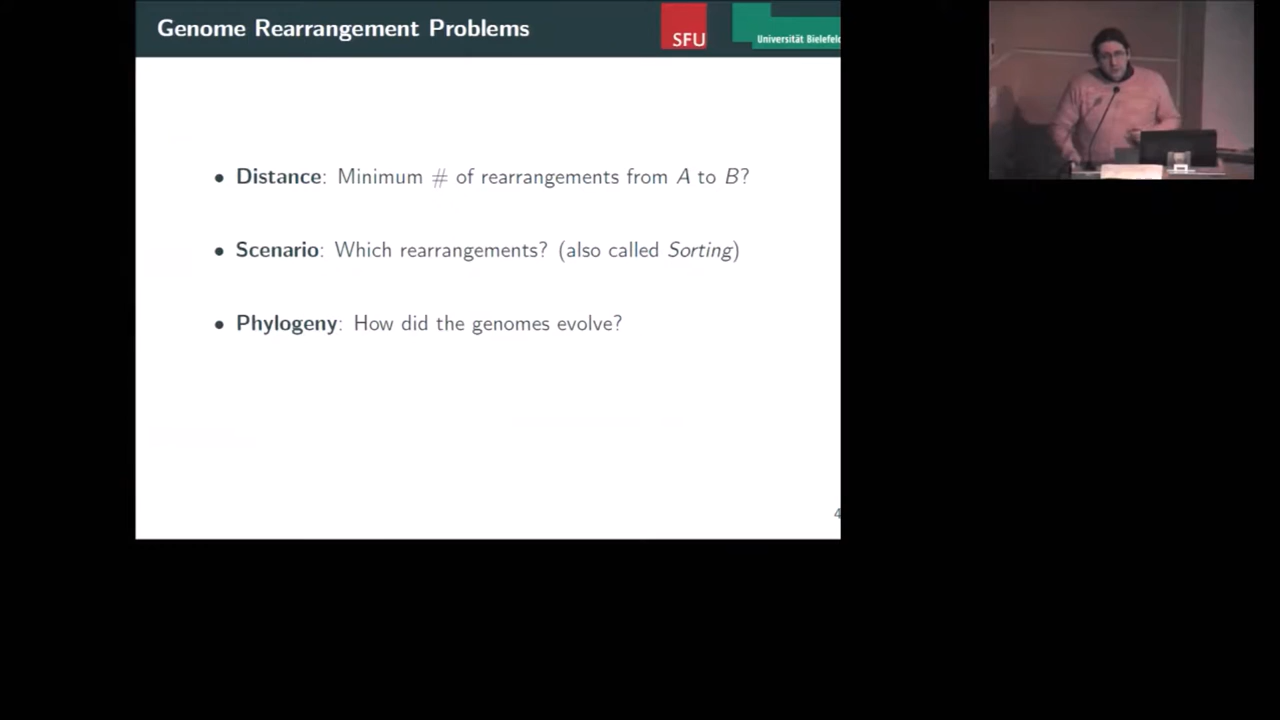 Genome Rearrangement Problems
SFU
Universität Bielefeld
• Distance: Minimum # of rearrangements from A to B?
• Scenario: Which rearrangements? (also called Sorting)
• Phylogeny: How did the genomes evolve?
4